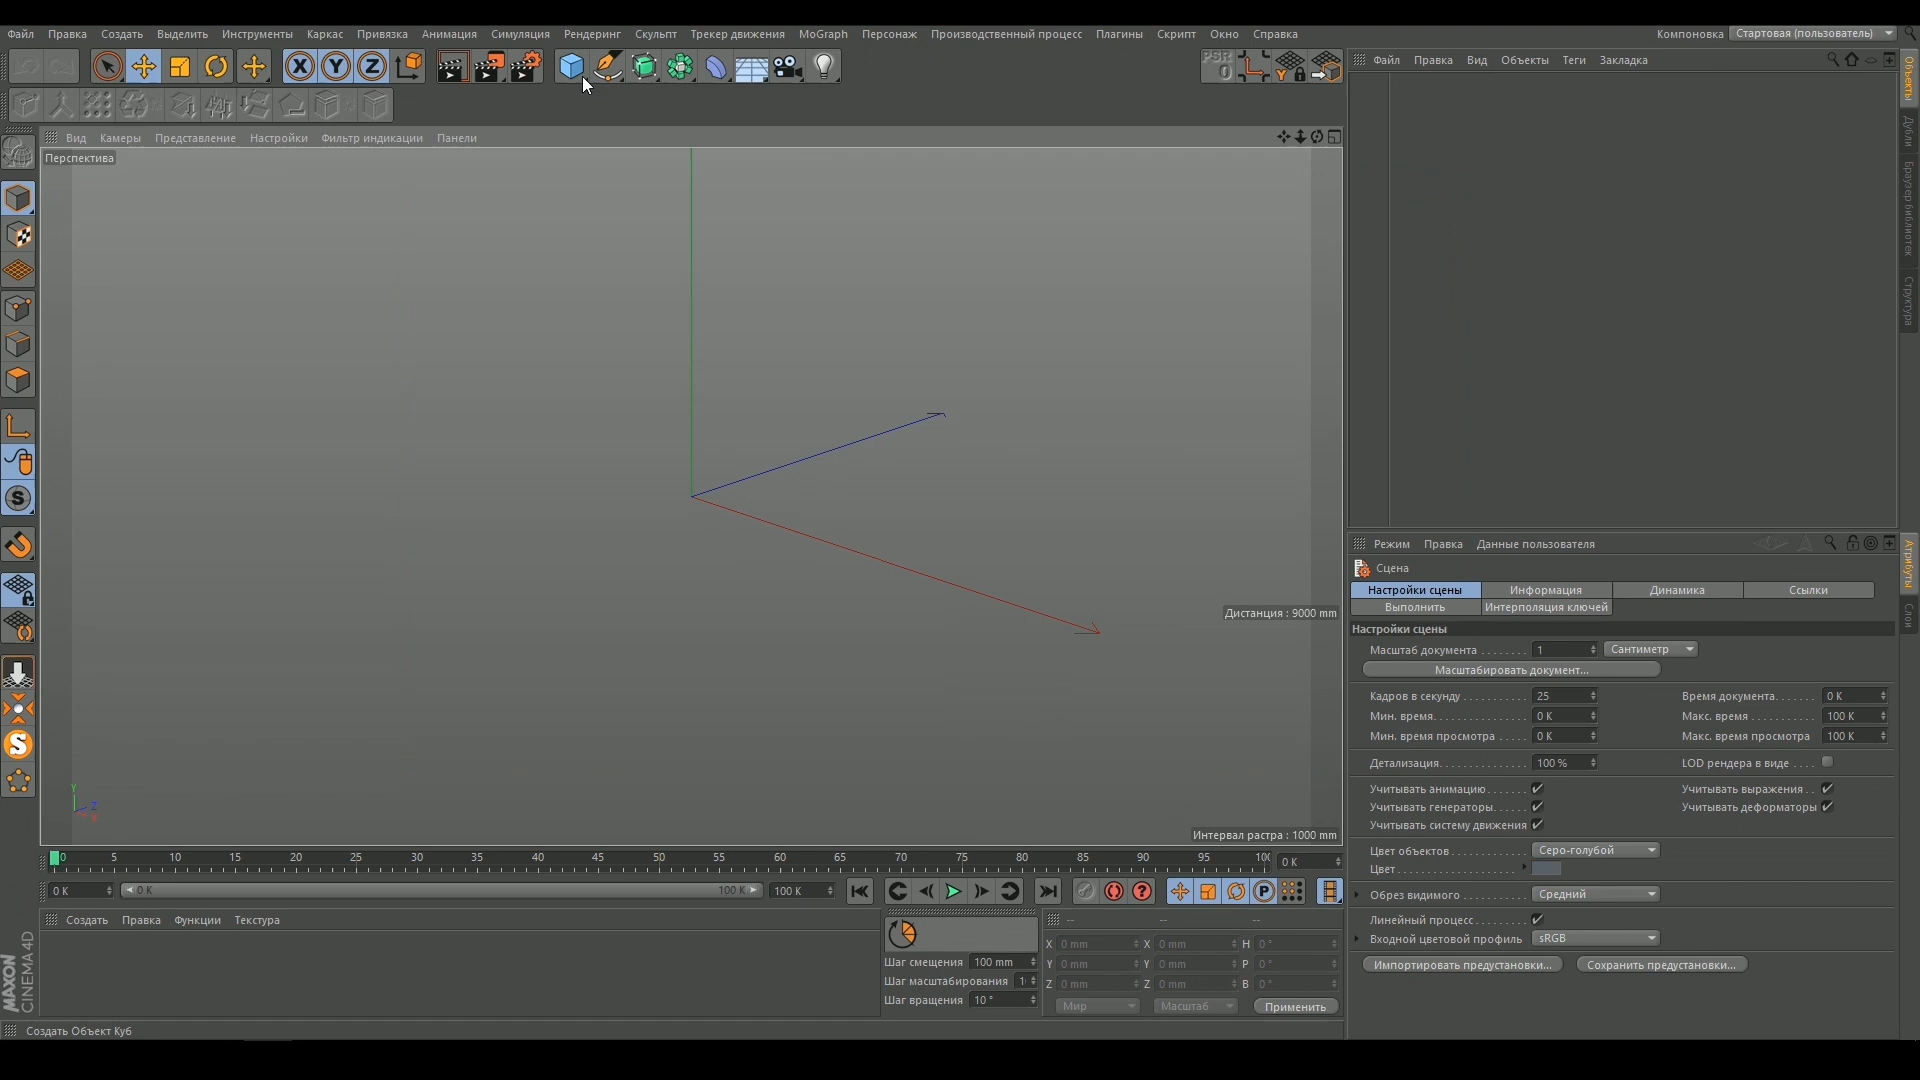 Файл Правка Создать Выделить Инструменты Каркас Привязка Анимация Симуляция Рендеринг Скульпт Трекер движения MoGraph Персонаж Производственный процесс Плагины Скрипт Окно Справка
Компоновка Стартовая (пользователь)
X Y Z
PSR
0
Y
Файл Правка Вид Объекты Теги Закладка
Объекты
Дубли
Браузер библиотек
Структура
Вид Камеры Представление Настройки Фильтр индикации Панели
Перспектива
S
S
Дистанция : 9000 mm
Y
Z
X
Интервал растра : 1000 mm
Режим Правка Данные пользователя
Атрибуты
Слои
Сцена
Настройки сцены Информация Динамика Ссылки
Выполнить Интерполяция ключей
Настройки сцены
Масштаб документа ........ 1 Сантиметр
Масштабировать документ...
Кадров в секунду 25 Время документа. 0 K
Мин. время. 0 K Макс. время 100 K
Мин. время просмотра 0 K Макс. время просмотра 100 K
Детализация. 100 % LOD рендера в виде
Учитывать анимацию Учитывать выражения
Учитывать генераторы. Учитывать деформаторы
Учитывать систему движения
Цвет объектов Серо-голубой
Цвет
Обрез видимого Средний
Линейный процесс
Входной цветовой профиль sRGB
Импортировать предустановки... Сохранить предустановки...
0 5 10 15 20 25 30 35 40 45 50 55 60 65 70 75 80 85 90 95 100 0 K
0 K 0 K 100 K 100 K P
Создать Правка Функции Текстура
-- -- --
X 0 mm X 0 mm H 0 °
Шаг смещения 100 mm Y 0 mm Y 0 mm P 0 °
Шаг масштабирования Z 0 mm Z 0 mm B 0 °
Шаг вращения 10 ° Мир Масштаб Применить
MAXON
CINEMA 4D
Создать Объект Куб